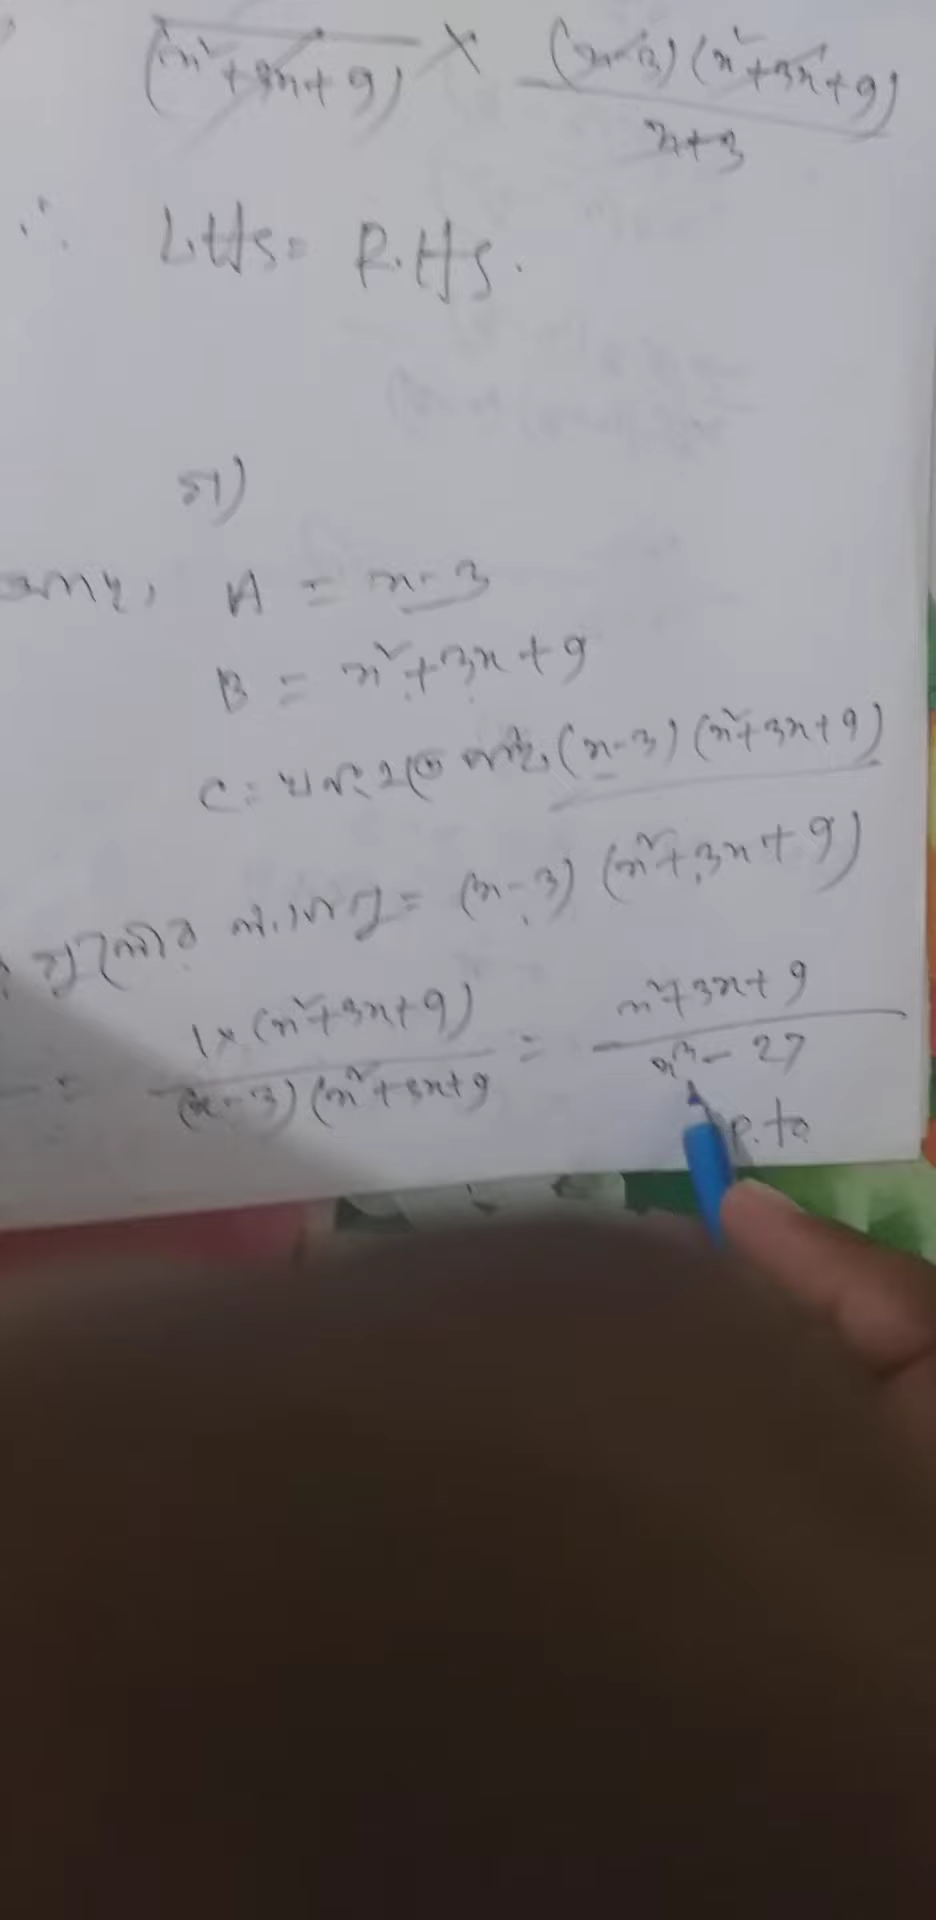 (x²+3x+9) × (x-3) (x²+3x+9) / x+3
∴ L.H.S = R.H.S.
গ)
A = x-3
B = x²+3x+9
C = খ নং হতে পাই, (x-3) (x²+3x+9)
ল.সা.গু = (x-3) (x²+3x+9)
= 1×(x²+3x+9) / (x-3) (x²+3x+9 = x²+3x+9 / x³-27
P.to